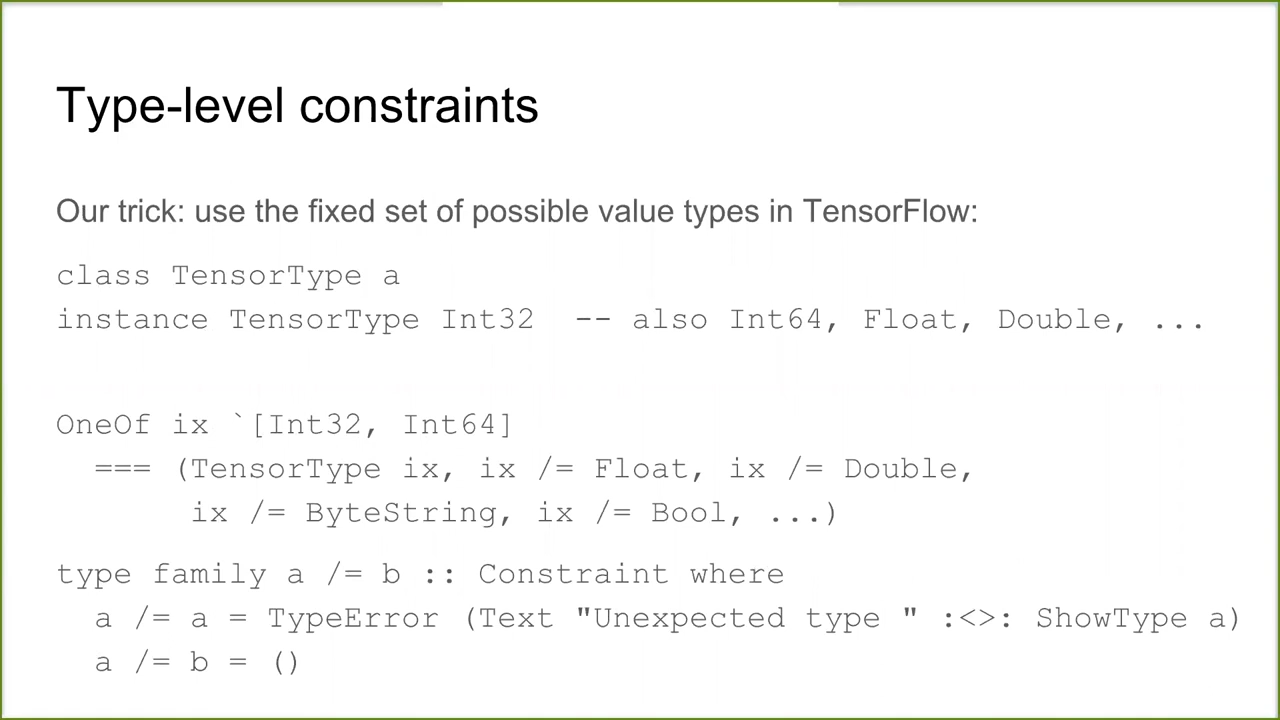 Type-level constraints
Our trick: use the fixed set of possible value types in TensorFlow:
class TensorType a
instance TensorType Int32  -- also Int64, Float, Double, ...
OneOf ix `[Int32, Int64]
  === (TensorType ix, ix /= Float, ix /= Double,
       ix /= ByteString, ix /= Bool, ...)
type family a /= b :: Constraint where
  a /= a = TypeError (Text "Unexpected type " :<>: ShowType a)
  a /= b = ()